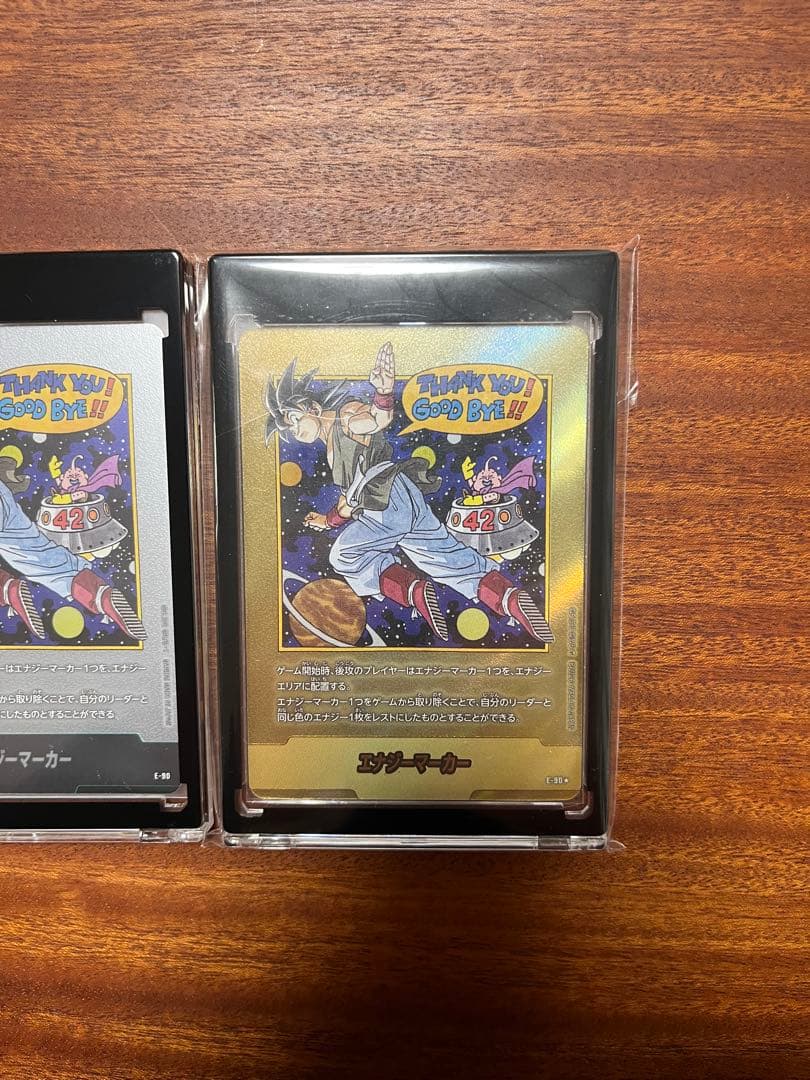 THANK YOU!
GOOD BYE!!
42
ーはエナジーマーカー1つを、エナジー
から取り除くことで、自分のリーダーと
にしたものとすることができる。
ジーマーカー
E-90
THANK YOU!
GOOD BYE!!
42
ゲーム開始時、後攻のプレイヤーはエナジーマーカー1つを、エナジー
エリアに配置する。
エナジーマーカー1つをゲームから取り除くことで、自分のリーダーと
同じ色のエナジー1枚をレストにしたものとすることができる。
エナジーマーカー
E-90★